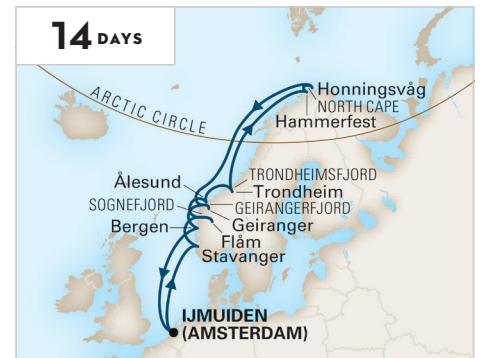 14 DAYS
ARCTIC CIRCLE
Honningsvåg
NORTH CAPE
Hammerfest
TRONDHEIMSFJORD
Ålesund
Trondheim
SOGNEFJORD
GEIRANGERFJORD
Geiranger
Bergen
Flåm
Stavanger
IJMUIDEN
(AMSTERDAM)